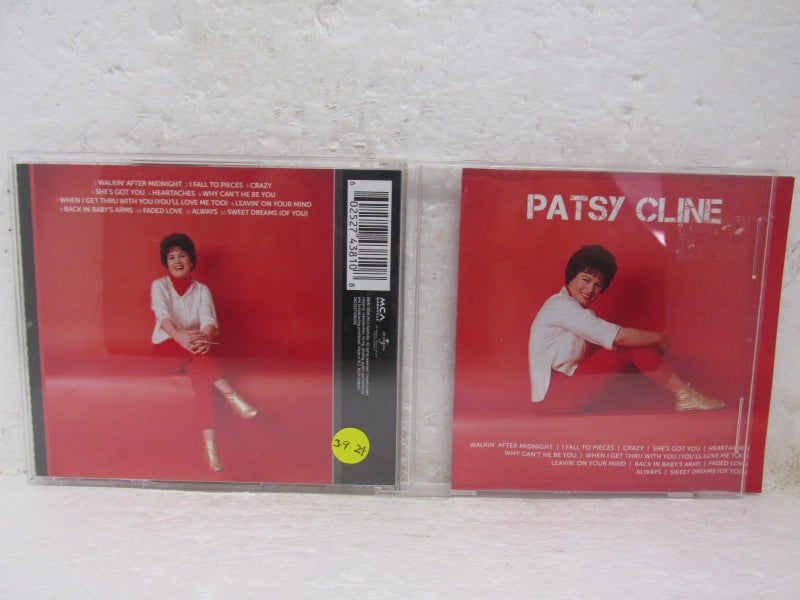 1 WALKIN' AFTER MIDNIGHT 2 I FALL TO PIECES 3 CRAZY
4 SHE'S GOT YOU 5 HEARTACHES 6 WHY CAN'T HE BE YOU
7 WHEN I GET THRU WITH YOU (YOU'LL LOVE ME TOO) 8 LEAVIN' ON YOUR MIND
9 BACK IN BABY'S ARMS 10 FADED LOVE 11 ALWAYS 12 SWEET DREAMS (OF YOU)
6 02527 43810 8
MCA
NASHVILLE
39.24
PATSY CLINE
WALKIN' AFTER MIDNIGHT | I FALL TO PIECES | CRAZY | SHE'S GOT YOU | HEARTACHES
WHY CAN'T HE BE YOU | WHEN I GET THRU WITH YOU (YOU'LL LOVE ME TOO)
LEAVIN' ON YOUR MIND | BACK IN BABY'S ARMS | FADED LOVE
ALWAYS | SWEET DREAMS (OF YOU)